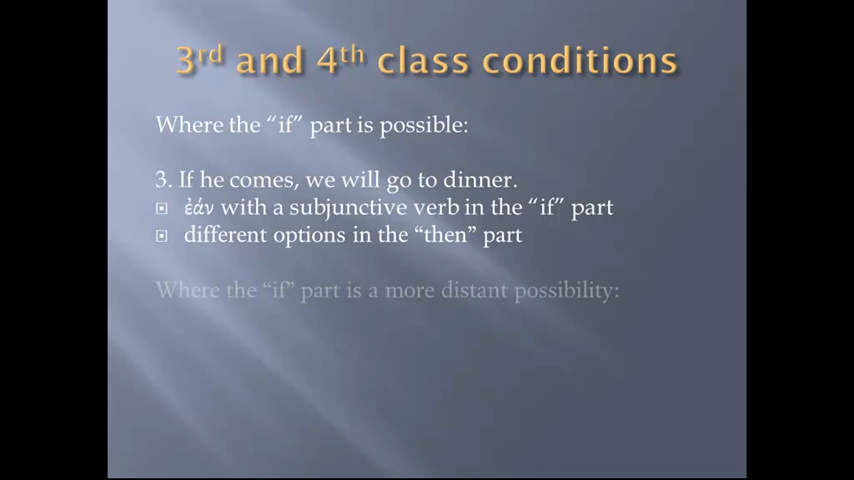 3rd and 4th class conditions
Where the “if” part is possible:
3. If he comes, we will go to dinner.
ἐάν with a subjunctive verb in the “if” part
different options in the “then” part
Where the “if” part is a more distant possibility: